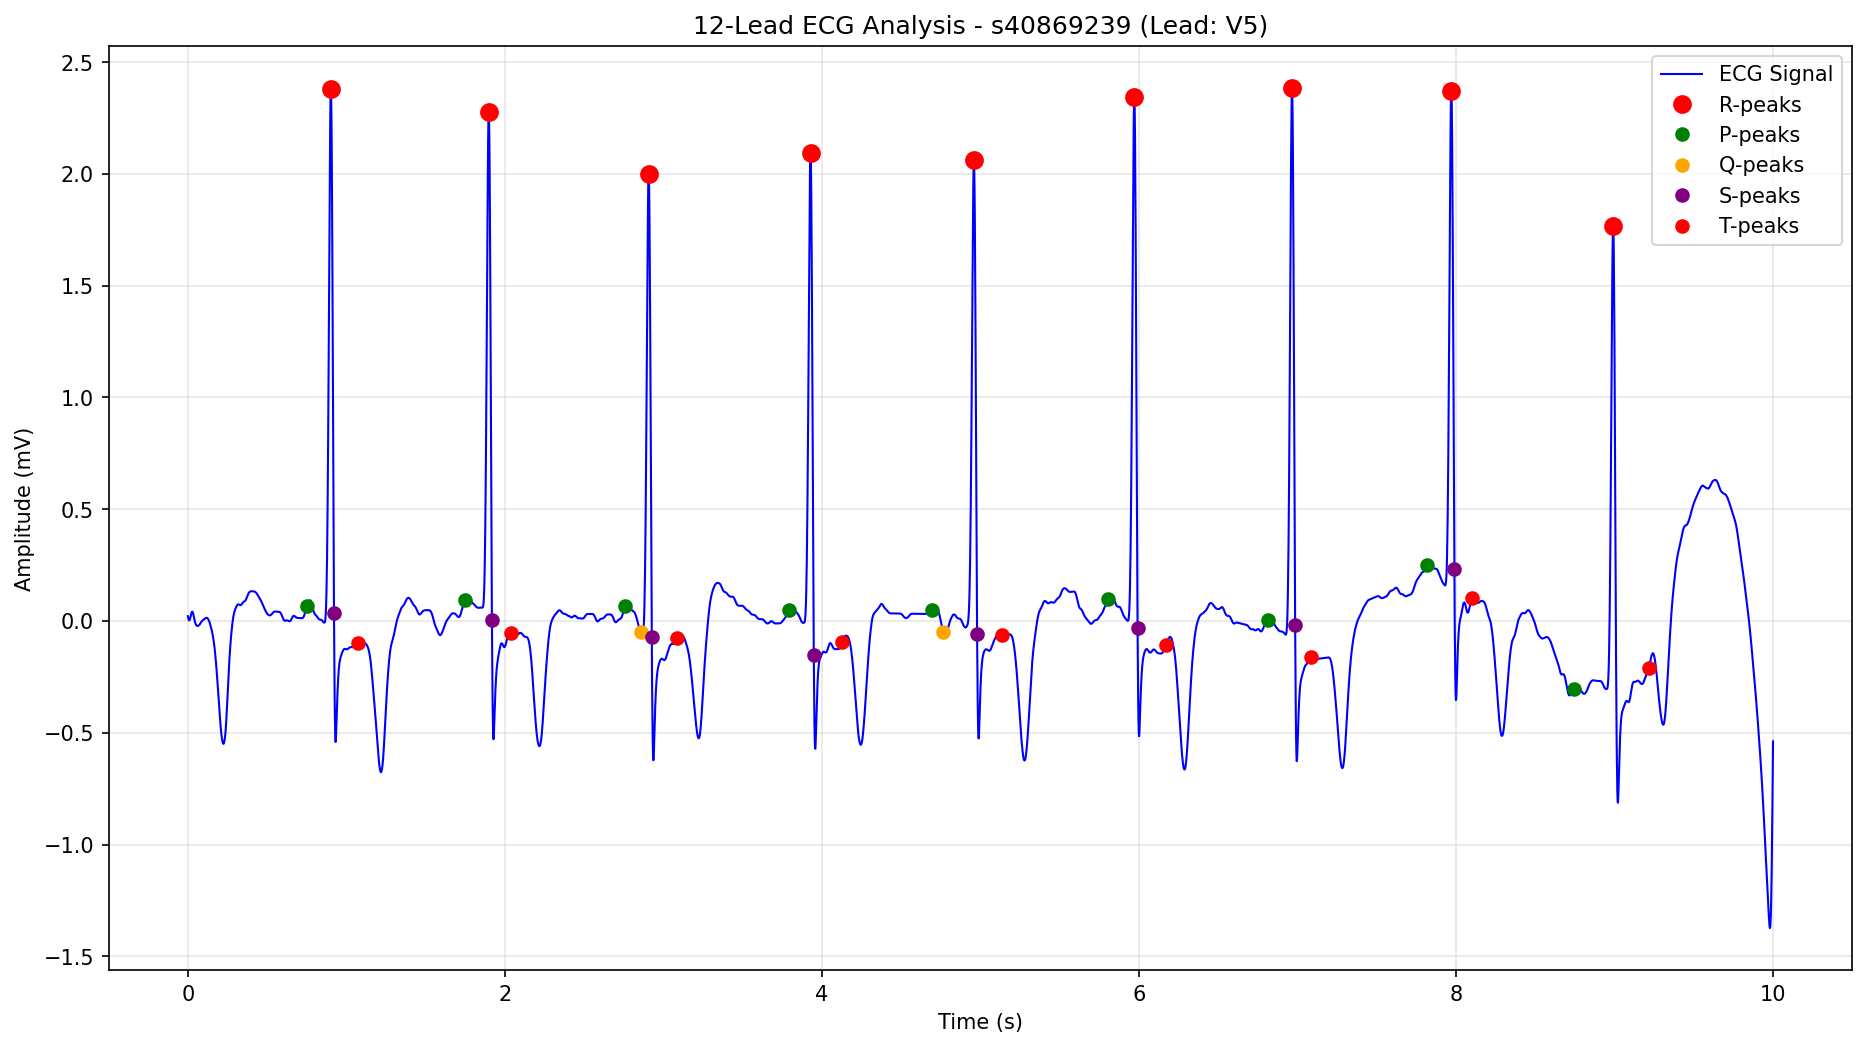 12-Lead ECG Analysis - s40869239 (Lead: V5)
ECG Signal
R-peaks
P-peaks
Q-peaks
S-peaks
T-peaks
Amplitude (mV)
2.5
2.0
1.5
1.0
0.5
0.0
−0.5
−1.0
−1.5
0 2 4 6 8 10
Time (s)